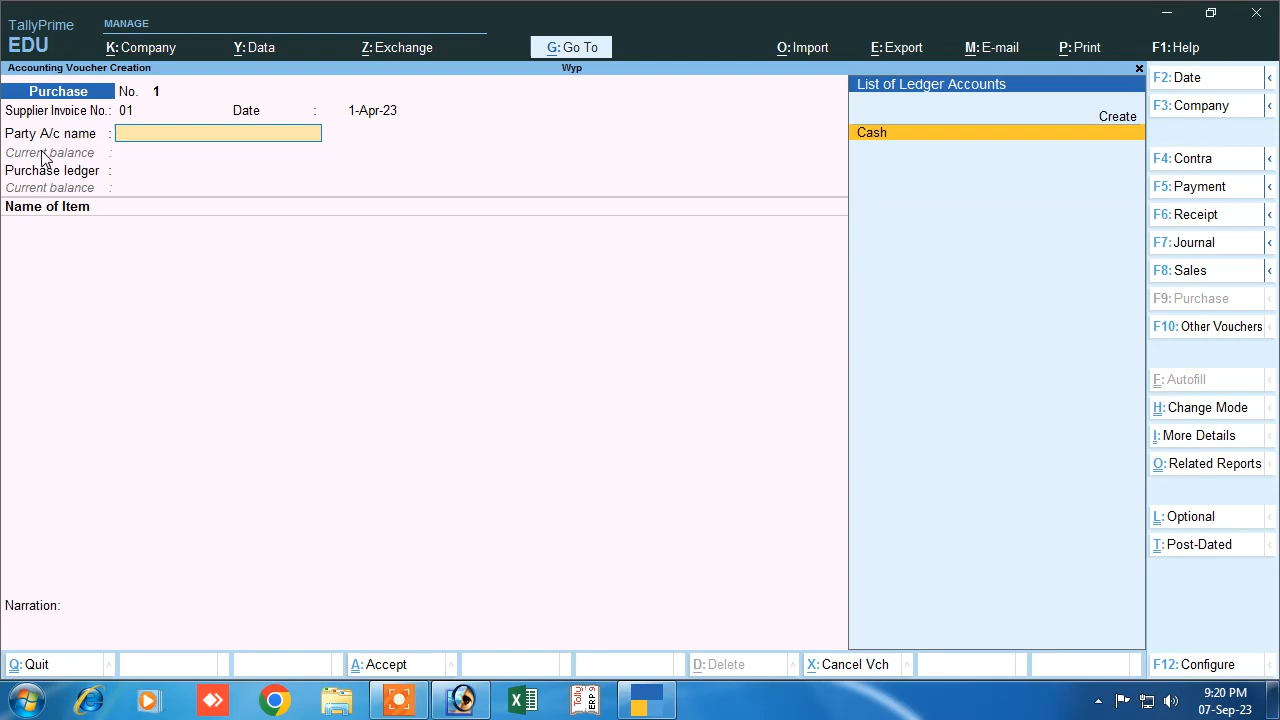 TallyPrime
EDU
MANAGE
K: Company
Y: Data
Z: Exchange
G: Go To
O: Import
E: Export
M: E-mail
P: Print
F1: Help
Accounting Voucher Creation
Wyp
Purchase No. 1
Supplier Invoice No.: 01 Date : 1-Apr-23
Party A/c name :
Current balance :
Purchase ledger :
Current balance :
Name of Item
Narration:
List of Ledger Accounts
Create
Cash
F2: Date
F3: Company
F4: Contra
F5: Payment
F6: Receipt
F7: Journal
F8: Sales
F9: Purchase
F10: Other Vouchers
F: Autofill
H: Change Mode
I: More Details
O: Related Reports
L: Optional
T: Post-Dated
Q: Quit
A: Accept
D: Delete
X: Cancel Vch
F12: Configure
Tally
ERP 9
9:20 PM
07-Sep-23